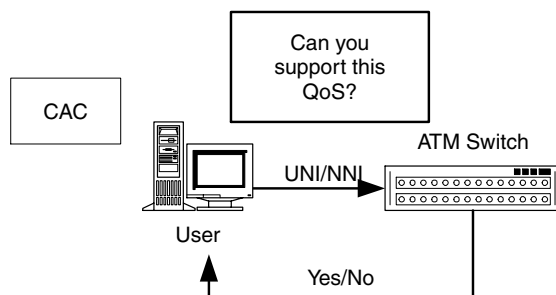 Can you
support this
QoS?
CAC
ATM Switch
UNI/NNI
User
Yes/No